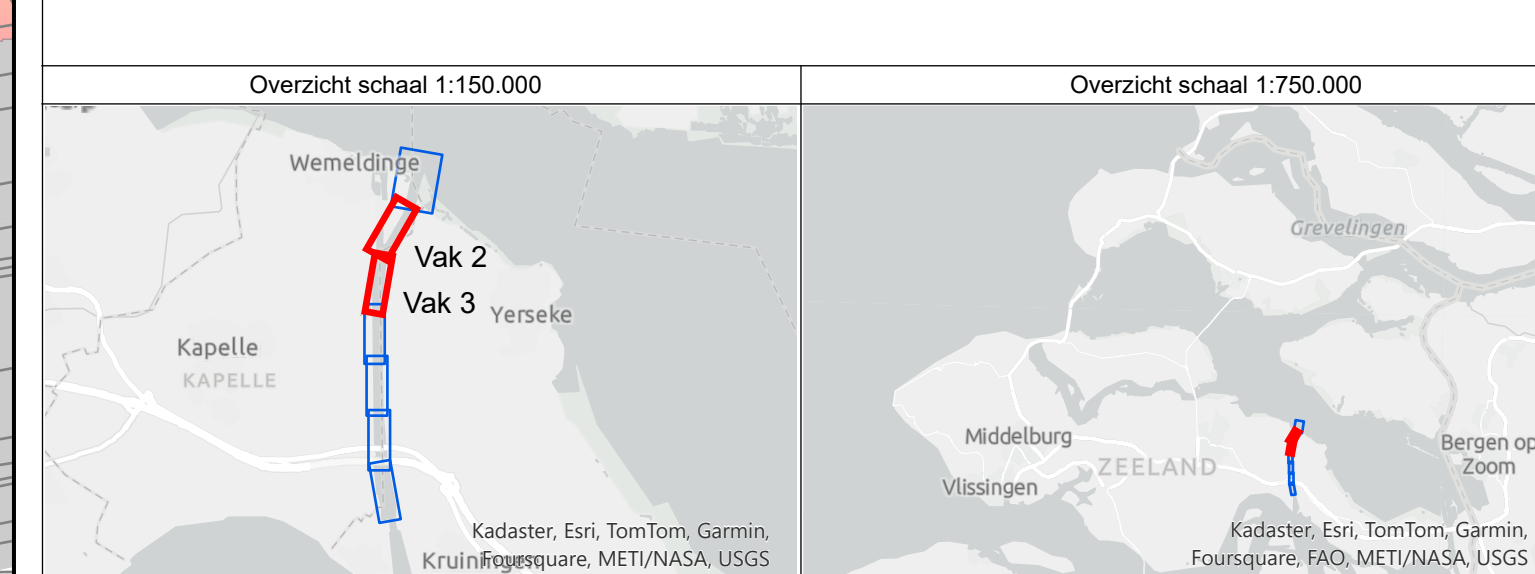 Overzicht schaal 1:150.000
Wemeldinge
Vak 2
Vak 3
Yerseke
Kapelle
KAPELLE
Kruiningen
Kadaster, Esri, TomTom, Garmin,
Foursquare, METI/NASA, USGS
Overzicht schaal 1:750.000
Grevelingen
Middelburg
Vlissingen
ZEELAND
Bergen op
Zoom
Kadaster, Esri, TomTom, Garmin,
Foursquare, FAO, METI/NASA, USGS